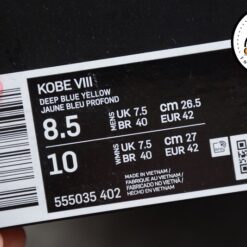 KOBE VIII
DEEP BLUE YELLOW
JAUNE BLEU PROFOND
8.5 MENS UK 7.5 cm 26.5
BR 40 EUR 42
10 WMNS UK 7.5 cm 27
BR 40 EUR 42
555035 402
MADE IN VIETNAM /
FABRIQUÉ AU VIETNAM /
FABRICADO NO VIETNÃ /
HECHO EN VIETNAM